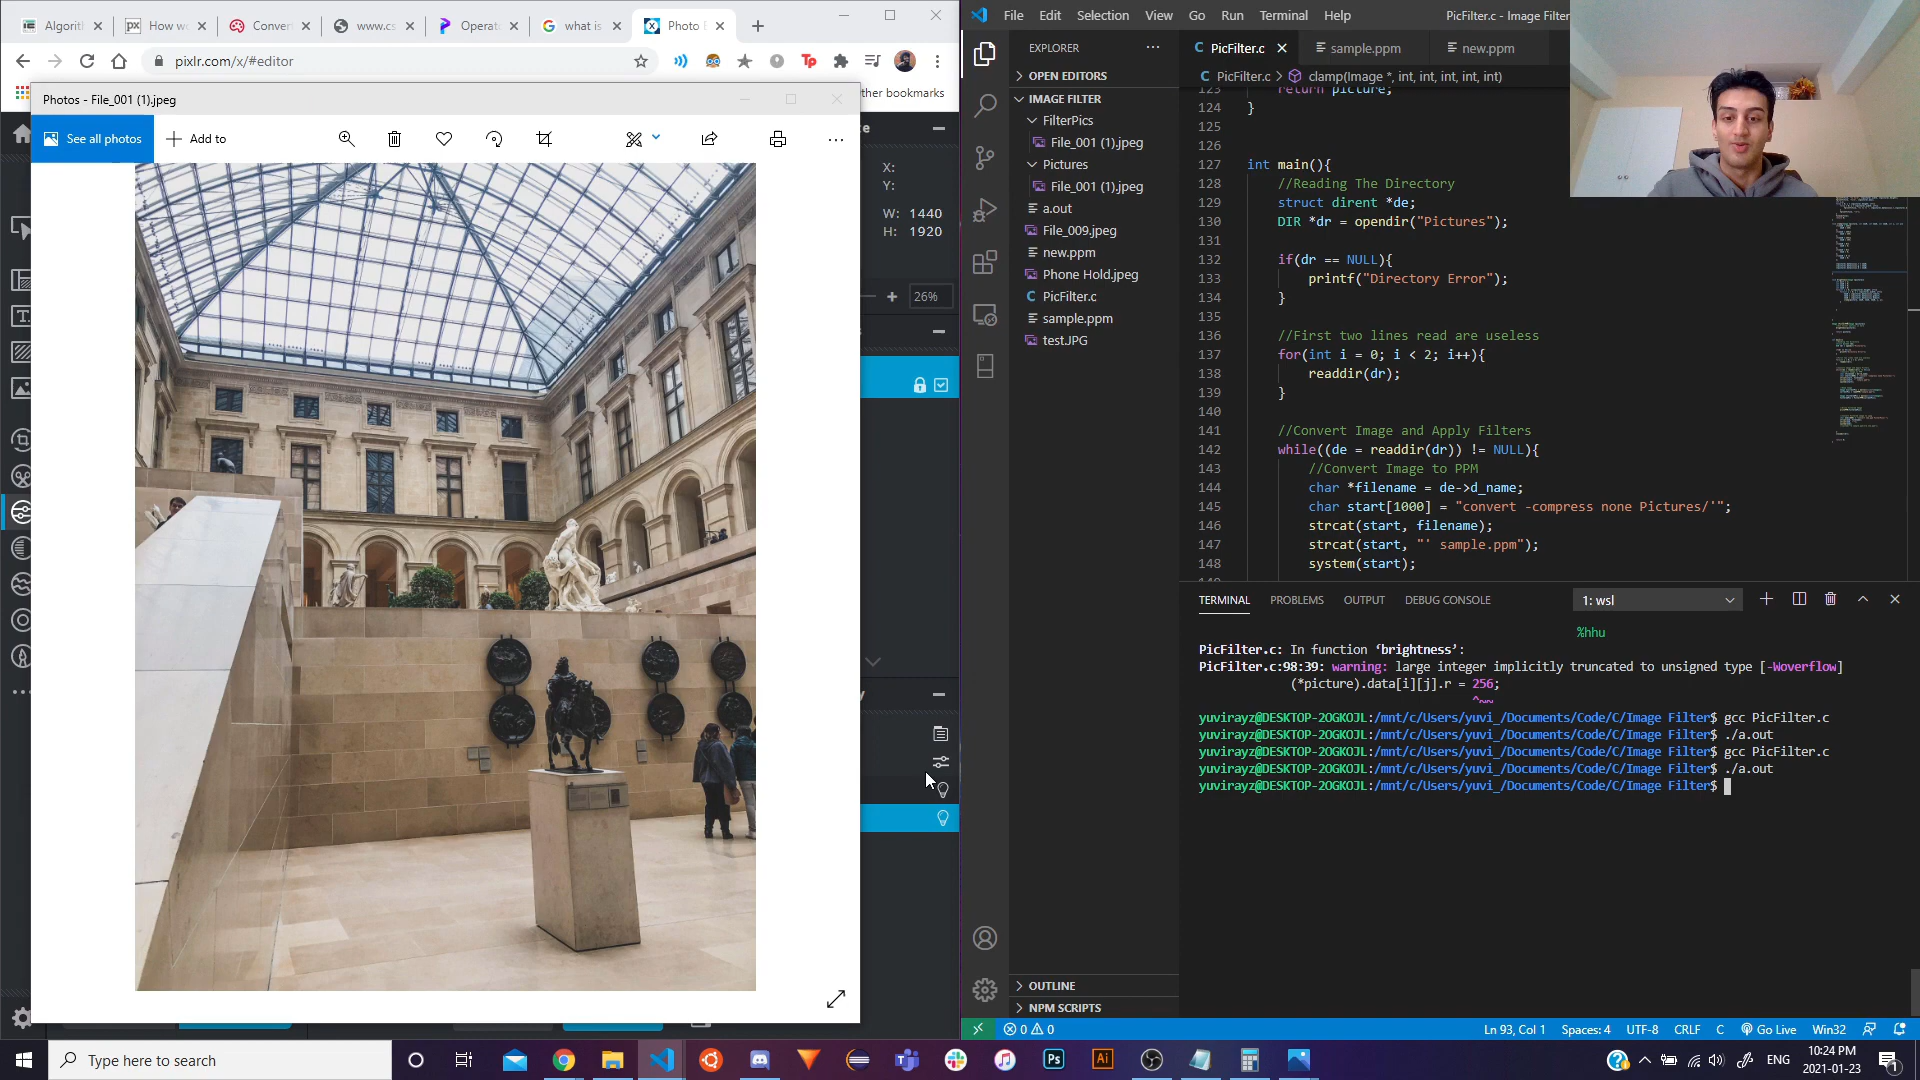 Algorit
How wo
Conver
www.cs
Operat
what is
Photo E
pixlr.com/x/#editor
ther bookmarks
Photos - File_001 (1).jpeg
See all photos
Add to
X:
Y:
W: 1440
H: 1920
26%
File
Edit
Selection
View
Go
Run
Terminal
Help
PicFilter.c - Image Filter
EXPLORER
OPEN EDITORS
IMAGE FILTER
FilterPics
File_001 (1).jpeg
Pictures
File_001 (1).jpeg
a.out
File_009.jpeg
new.ppm
Phone Hold.jpeg
PicFilter.c
sample.ppm
testJPG
OUTLINE
NPM SCRIPTS
PicFilter.c
sample.ppm
new.ppm
PicFilter.c > clamp(Image *, int, int, int, int, int)
123 return picture;
124 }
125
126
127 int main(){
128 //Reading The Directory
129 struct dirent *de;
130 DIR *dr = opendir("Pictures");
131
132 if(dr == NULL){
133 printf("Directory Error");
134 }
135
136 //First two lines read are useless
137 for(int i = 0; i < 2; i++){
138 readdir(dr);
139 }
140
141 //Convert Image and Apply Filters
142 while((de = readdir(dr)) != NULL){
143 //Convert Image to PPM
144 char *filename = de->d_name;
145 char start[1000] = "convert -compress none Pictures/'";
146 strcat(start, filename);
147 strcat(start, "' sample.ppm");
148 system(start);
TERMINAL
PROBLEMS
OUTPUT
DEBUG CONSOLE
1: wsl
%hhu
PicFilter.c: In function ‘brightness’:
PicFilter.c:98:39: warning: large integer implicitly truncated to unsigned type [-Woverflow]
(*picture).data[i][j].r = 256;
^~~
yuvirayz@DESKTOP-2OGKOJL:/mnt/c/Users/yuvi_/Documents/Code/C/Image Filter$ gcc PicFilter.c
yuvirayz@DESKTOP-2OGKOJL:/mnt/c/Users/yuvi_/Documents/Code/C/Image Filter$ ./a.out
yuvirayz@DESKTOP-2OGKOJL:/mnt/c/Users/yuvi_/Documents/Code/C/Image Filter$ gcc PicFilter.c
yuvirayz@DESKTOP-2OGKOJL:/mnt/c/Users/yuvi_/Documents/Code/C/Image Filter$ ./a.out
yuvirayz@DESKTOP-2OGKOJL:/mnt/c/Users/yuvi_/Documents/Code/C/Image Filter$
0 0
Ln 93, Col 1
Spaces: 4
UTF-8
CRLF
C
Go Live
Win32
Type here to search
ENG
10:24 PM
2021-01-23